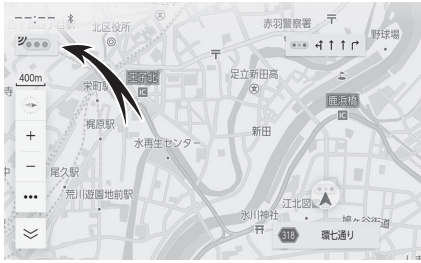 北区役所
赤羽警察署
野球場
400m
栄町駅
王子北
IC
足立新田高
鹿浜橋
IC
梶原駅
新田
水再生センター
尾久駅
荒川遊園地前駅
江北図
氷川神社
318 環七通り